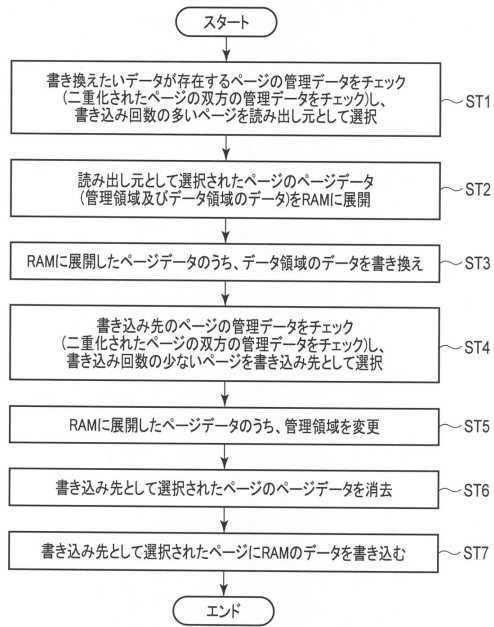 スタート
書き換えたいデータが存在するページの管理データをチェック
(二重化されたページの双方の管理データをチェック)し、
書き込み回数の多いページを読み出し元として選択
ST1
読み出し元として選択されたページのページデータ
(管理領域及びデータ領域のデータ)をRAMに展開
ST2
RAMに展開したページデータのうち、データ領域のデータを書き換え
ST3
書き込み先のページの管理データをチェック
(二重化されたページの双方の管理データをチェック)し、
書き込み回数の少ないページを書き込み先として選択
ST4
RAMに展開したページデータのうち、管理領域を変更
ST5
書き込み先として選択されたページのページデータを消去
ST6
書き込み先として選択されたページにRAMのデータを書き込む
ST7
エンド